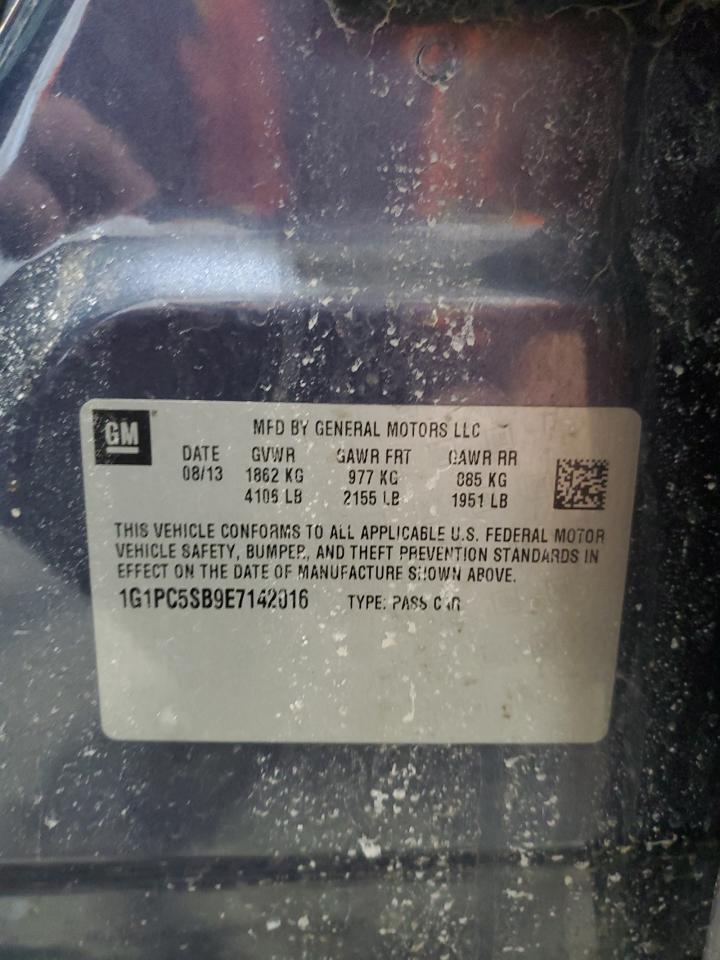 GM
MFD BY GENERAL MOTORS LLC
DATE GVWR GAWR FRT GAWR RR
08/13 1862 KG 977 KG 885 KG
4105 LB 2155 LB 1951 LB
THIS VEHICLE CONFORMS TO ALL APPLICABLE U.S. FEDERAL MOTOR
VEHICLE SAFETY, BUMPER, AND THEFT PREVENTION STANDARDS IN
EFFECT ON THE DATE OF MANUFACTURE SHOWN ABOVE.
1G1PC5SB9E7142016 TYPE: PASS CAR